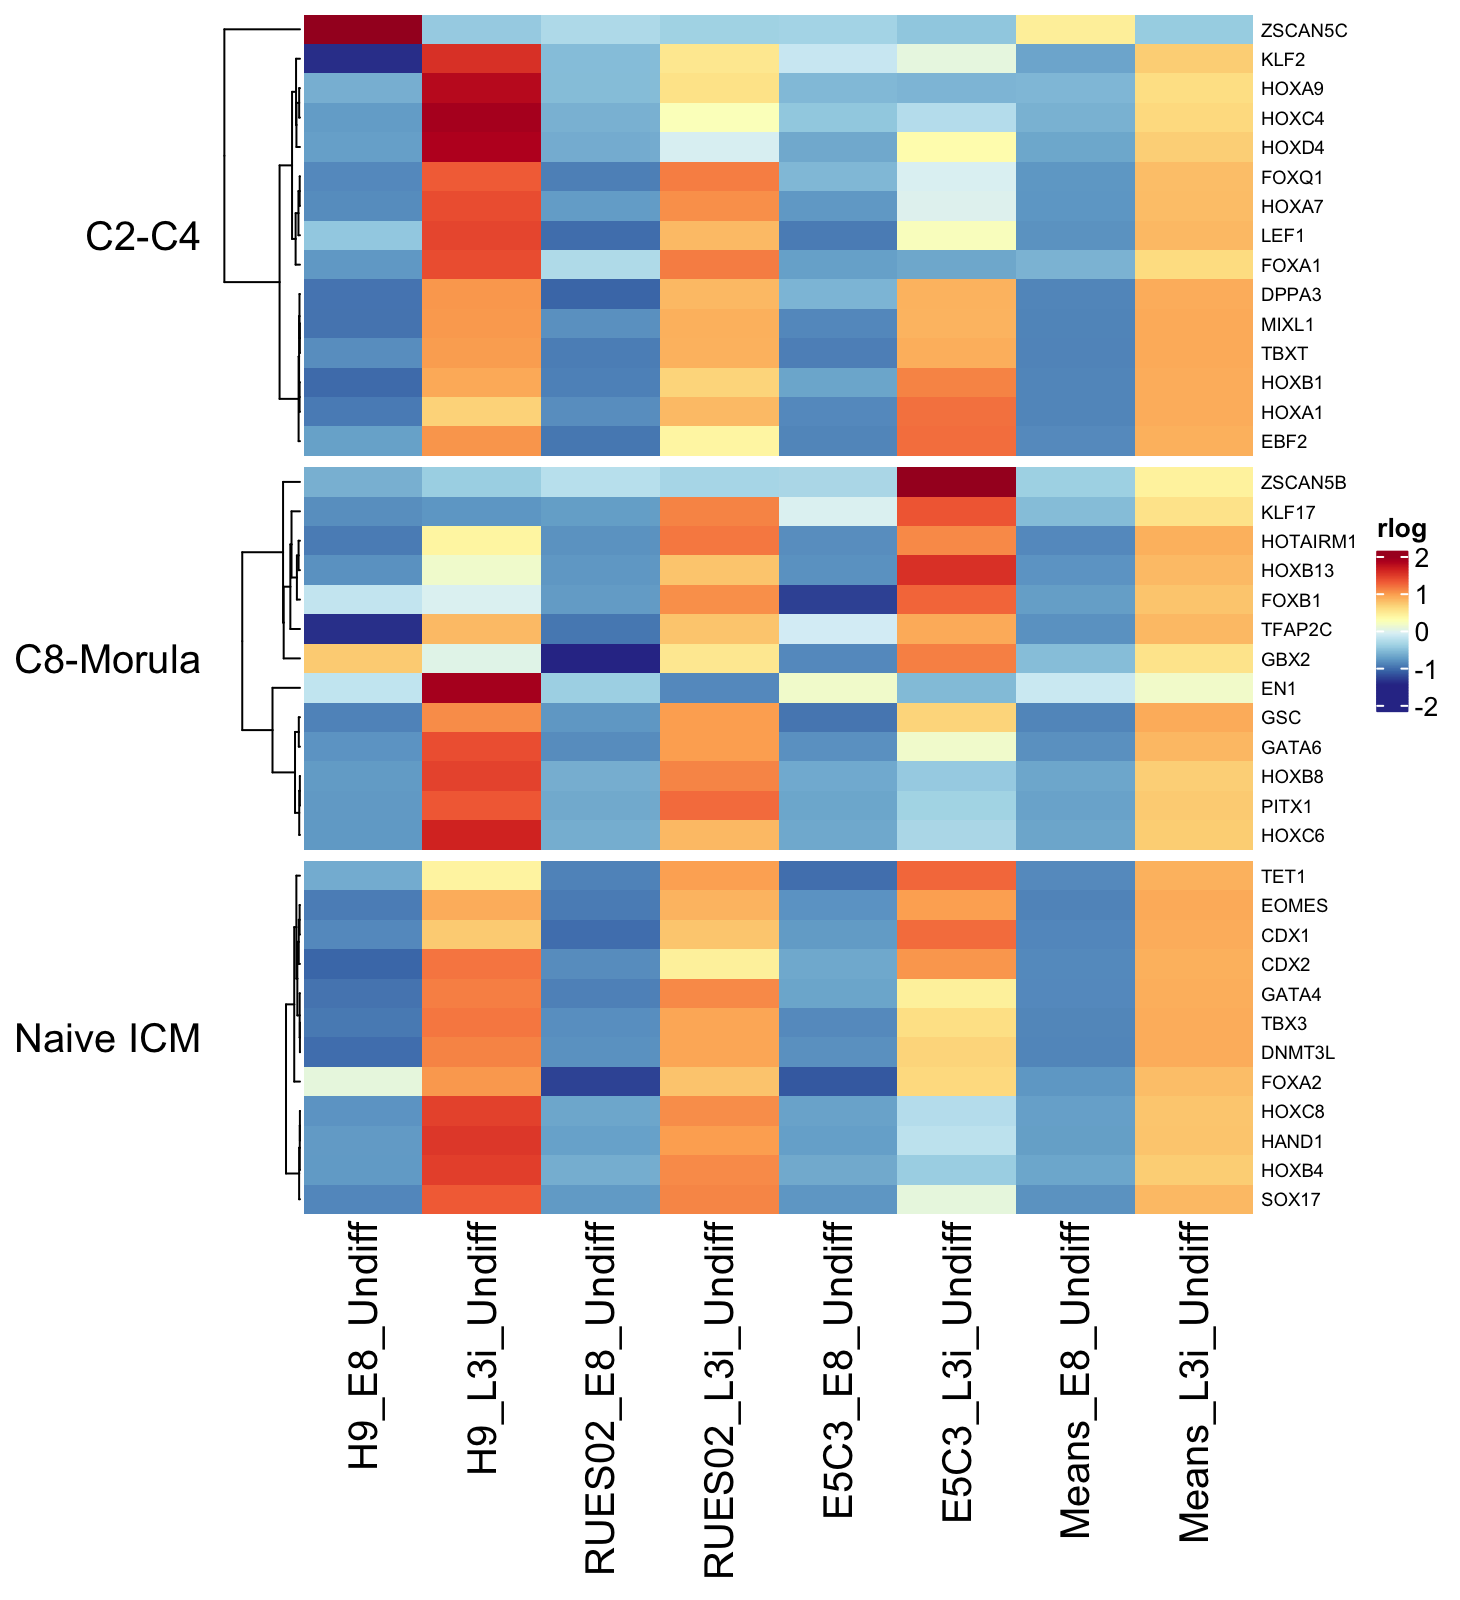 C2-C4
ZSCAN5C
KLF2
HOXA9
HOXC4
HOXD4
FOXQ1
HOXA7
LEF1
FOXA1
DPPA3
MIXL1
TBXT
HOXB1
HOXA1
EBF2
C8-Morula
ZSCAN5B
KLF17
HOTAIRM1
HOXB13
FOXB1
TFAP2C
GBX2
EN1
GSC
GATA6
HOXB8
PITX1
HOXC6
Naive ICM
TET1
EOMES
CDX1
CDX2
GATA4
TBX3
DNMT3L
FOXA2
HOXC8
HAND1
HOXB4
SOX17
rlog
2
1
0
-1
-2
H9_E8_Undiff
H9_L3i_Undiff
RUES02_E8_Undiff
RUES02_L3i_Undiff
E5C3_E8_Undiff
E5C3_L3i_Undiff
Means_E8_Undiff
Means_L3i_Undiff